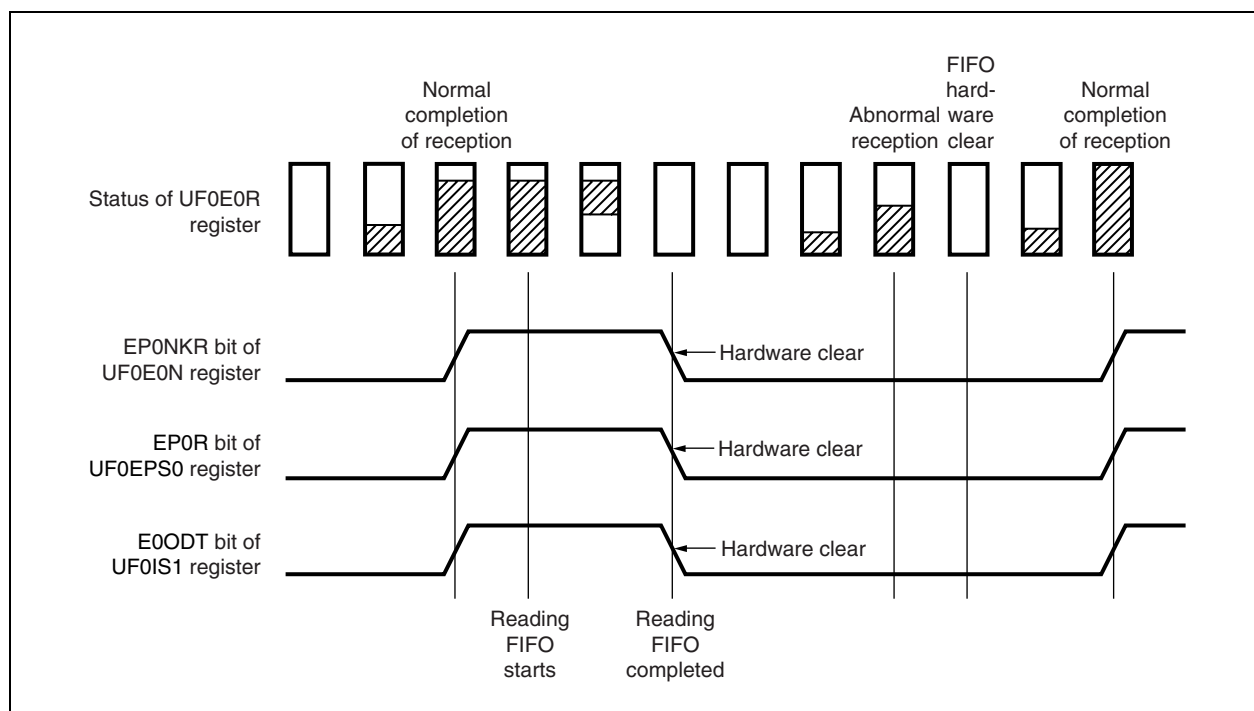 Normal
completion
of reception
Abnormal
reception
FIFO
hard-
ware
clear
Normal
completion
of reception
Status of UF0E0R
register
EP0NKR bit of
UF0E0N register
Hardware clear
EP0R bit of
UF0EPS0 register
Hardware clear
E0ODT bit of
UF0IS1 register
Hardware clear
Reading
FIFO
starts
Reading
FIFO
completed